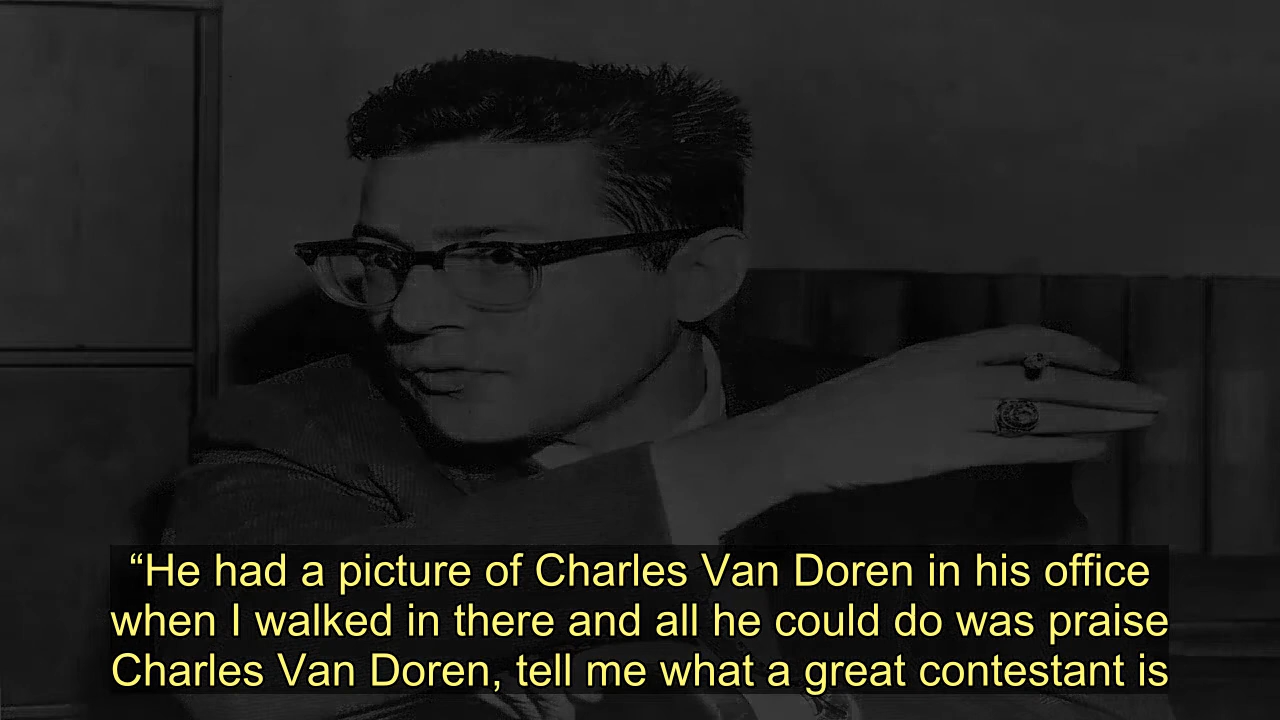 “He had a picture of Charles Van Doren in his office
when I walked in there and all he could do was praise
Charles Van Doren, tell me what a great contestant is